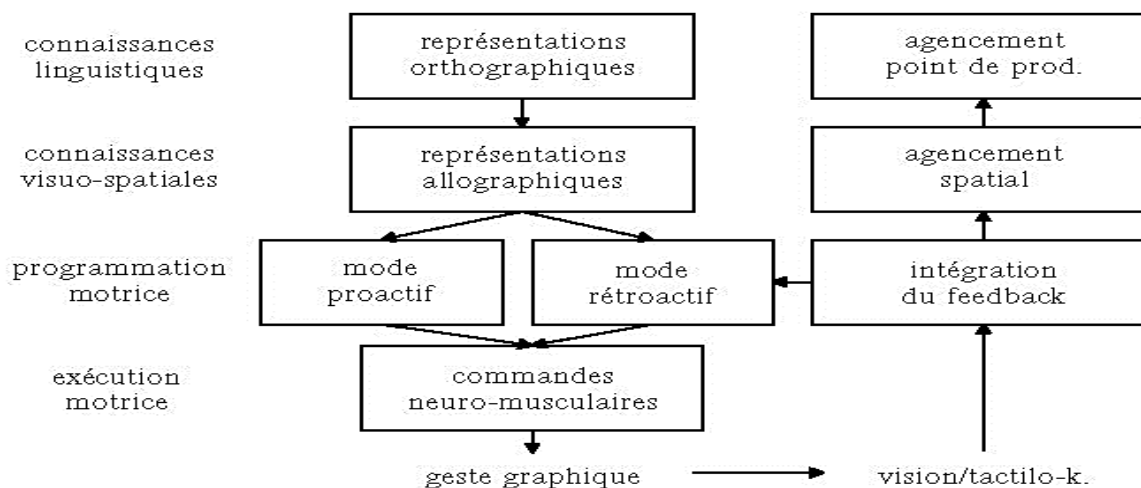 connaissances
linguistiques
représentations
orthographiques
agencement
point de prod.
connaissances
visuo-spatiales
représentations
allographiques
agencement
spatial
programmation
motrice
mode
proactif
mode
rétroactif
intégration
du feedback
exécution
motrice
commandes
neuro-musculaires
geste graphique
vision/tactilo-k.